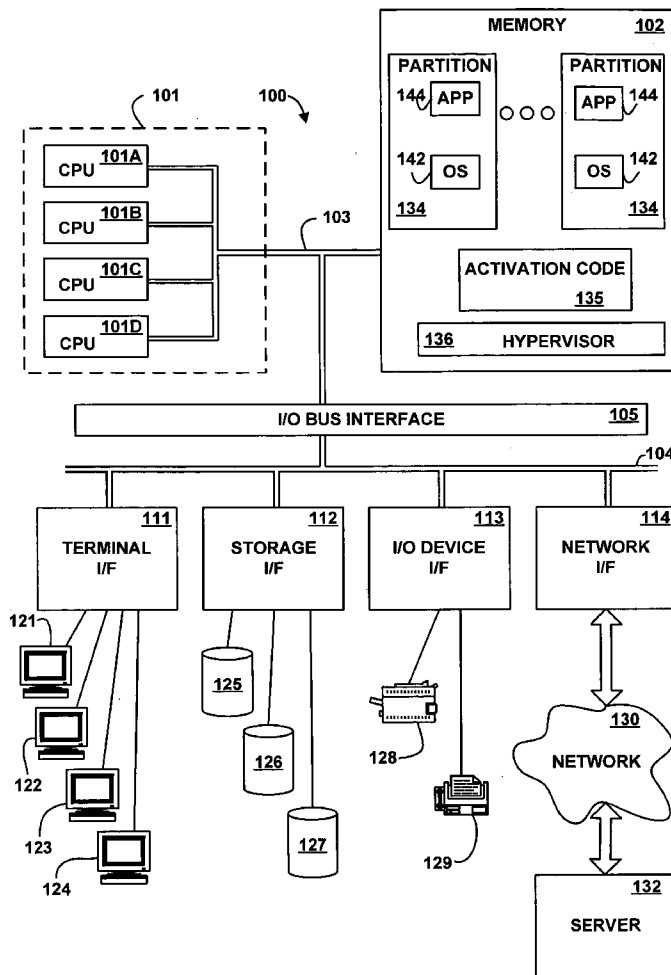 MEMORY 102
PARTITION
144 APP
142 OS
134
PARTITION
APP 144
OS 142
134
ACTIVATION CODE
135
136 HYPERVISOR
101
100
CPU 101A
CPU 101B
CPU 101C
CPU 101D
103
I/O BUS INTERFACE 105
104
111
TERMINAL
I/F
112
STORAGE
I/F
113
I/O DEVICE
I/F
114
NETWORK
I/F
121
122
123
124
125
126
127
128
129
130
NETWORK
132
SERVER